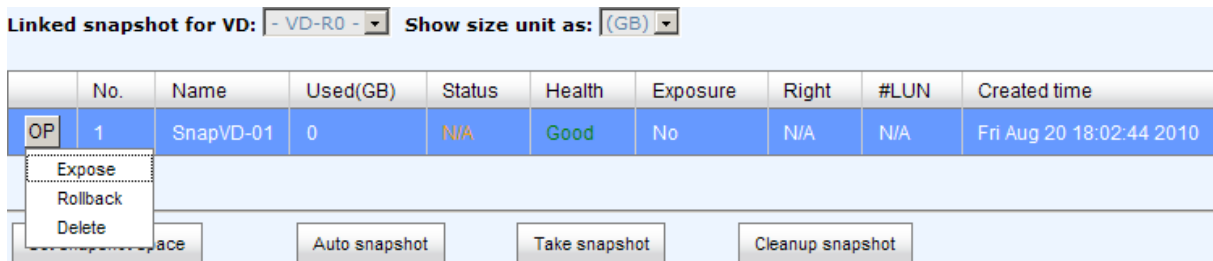 Linked snapshot for VD: - VD-R0 - Show size unit as: (GB)
No. Name Used(GB) Status Health Exposure Right #LUN Created time
OP 1 SnapVD-01 0 N/A Good No N/A N/A Fri Aug 20 18:02:44 2010
Expose
Rollback
Delete
Auto snapshot Take snapshot Cleanup snapshot